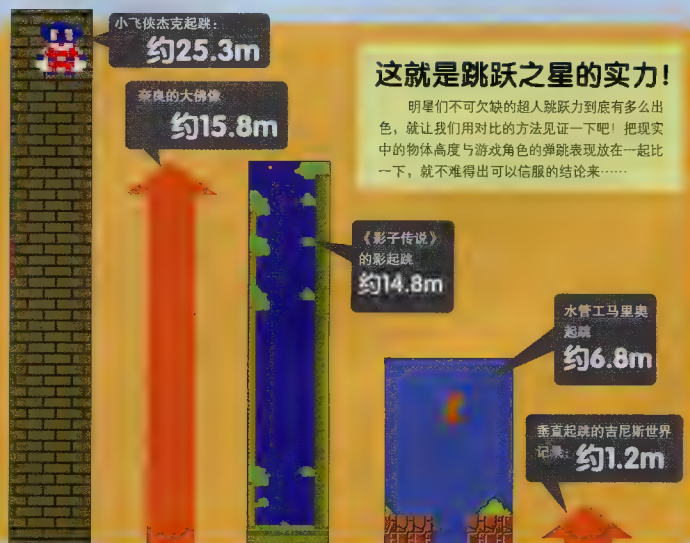 小飞侠杰克起跳：
约25.3m
奈良的大佛像
约15.8m
这就是跳跃之星的实力！
明星们不可欠缺的超人跳跃力到底有多么出
色，就让我们用对比的方法见证一下吧！把现实
中的物体高度与游戏角色的弹跳表现放在一起比
一下，就不难得出可以信服的结论来……
《影子传说》
的影起跳
约14.8m
水管工马里奥
起跳
约6.8m
垂直起跳的吉尼斯世界
记录：约1.2m